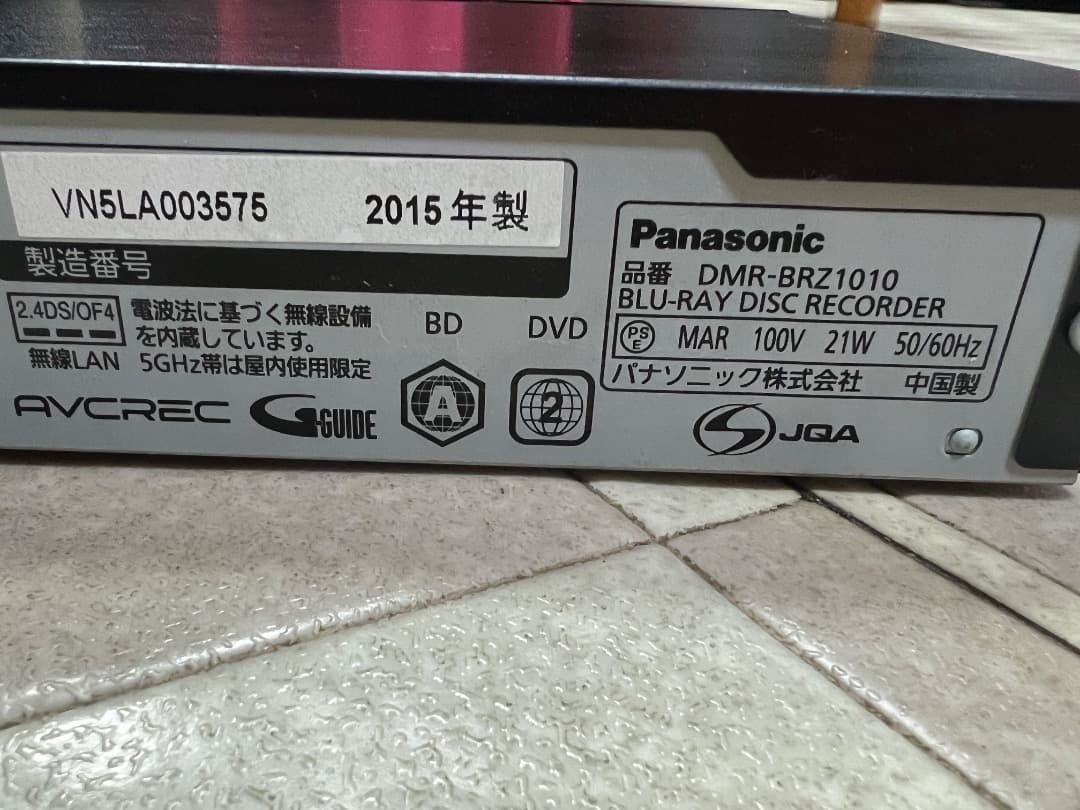 VN5LA003575 2015年製
製造番号
2.4DS/OF4
電波法に基づく無線設備
を内蔵しています。
無線LAN 5GHz帯は屋内使用限定
AVCREC
G-GUIDE
BD
A
DVD
2
Panasonic
品番 DMR-BRZ1010
BLU-RAY DISC RECORDER
PSE MAR 100V 21W 50/60Hz
パナソニック株式会社 中国製
JQA